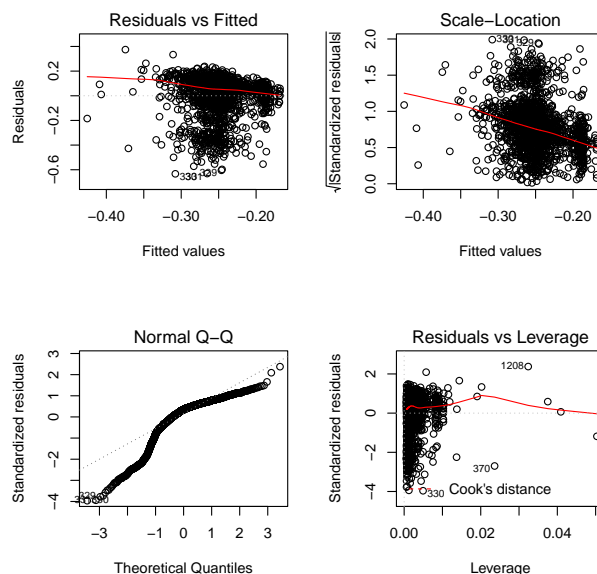 Residuals vs Fitted
Residuals
0.2
−0.2
−0.6
−0.40
−0.30
−0.20
Fitted values
Scale−Location
√|Standardized residuals|
2.0
1.5
1.0
0.5
0.0
−0.40
−0.30
−0.20
Fitted values
Normal Q−Q
Standardized residuals
3
2
1
0
−2
−4
−3
−1
0
1
2
3
Theoretical Quantiles
Residuals vs Leverage
Standardized residuals
2
0
−2
−4
1208
370
330
Cook's distance
0.00
0.02
0.04
Leverage